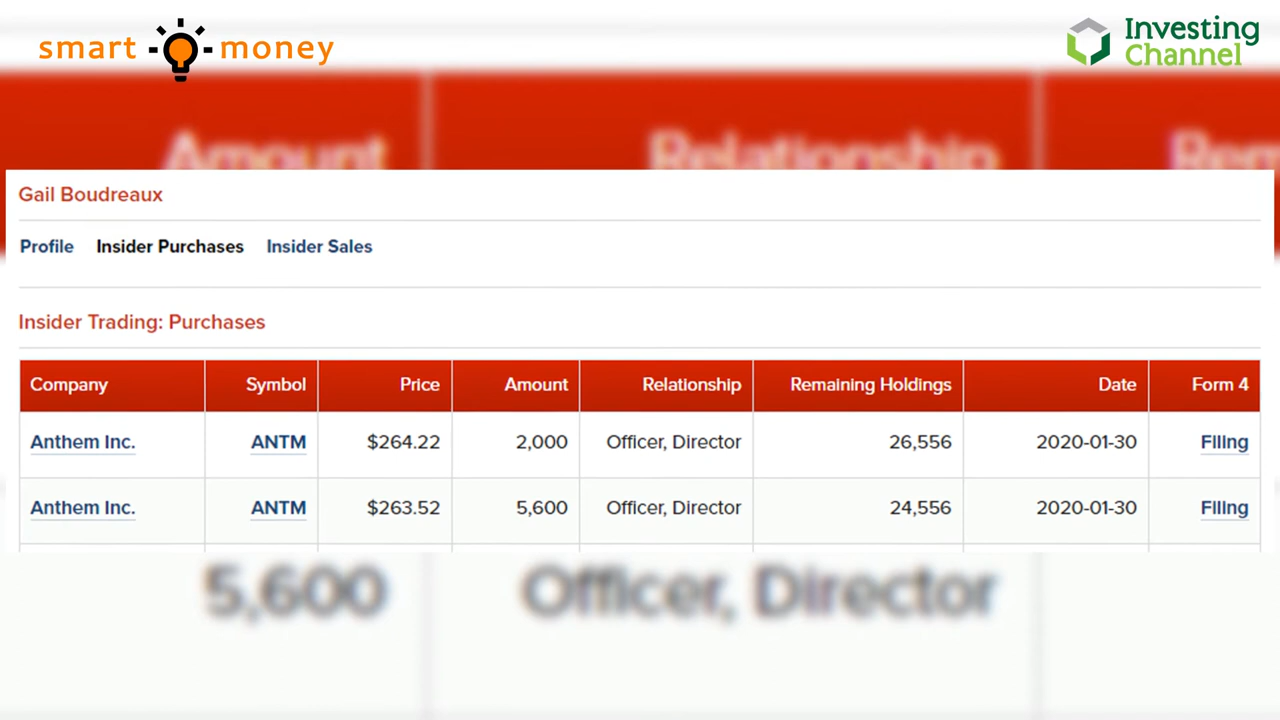 smart money
Investing
Channel
Amount Relationship Rem
Gail Boudreaux
Profile Insider Purchases Insider Sales
Insider Trading: Purchases
Company Symbol Price Amount Relationship Remaining Holdings Date Form 4
Anthem Inc. ANTM $264.22 2,000 Officer, Director 26,556 2020-01-30 Filing
Anthem Inc. ANTM $263.52 5,600 Officer, Director 24,556 2020-01-30 Filing
5,600 Officer, Director